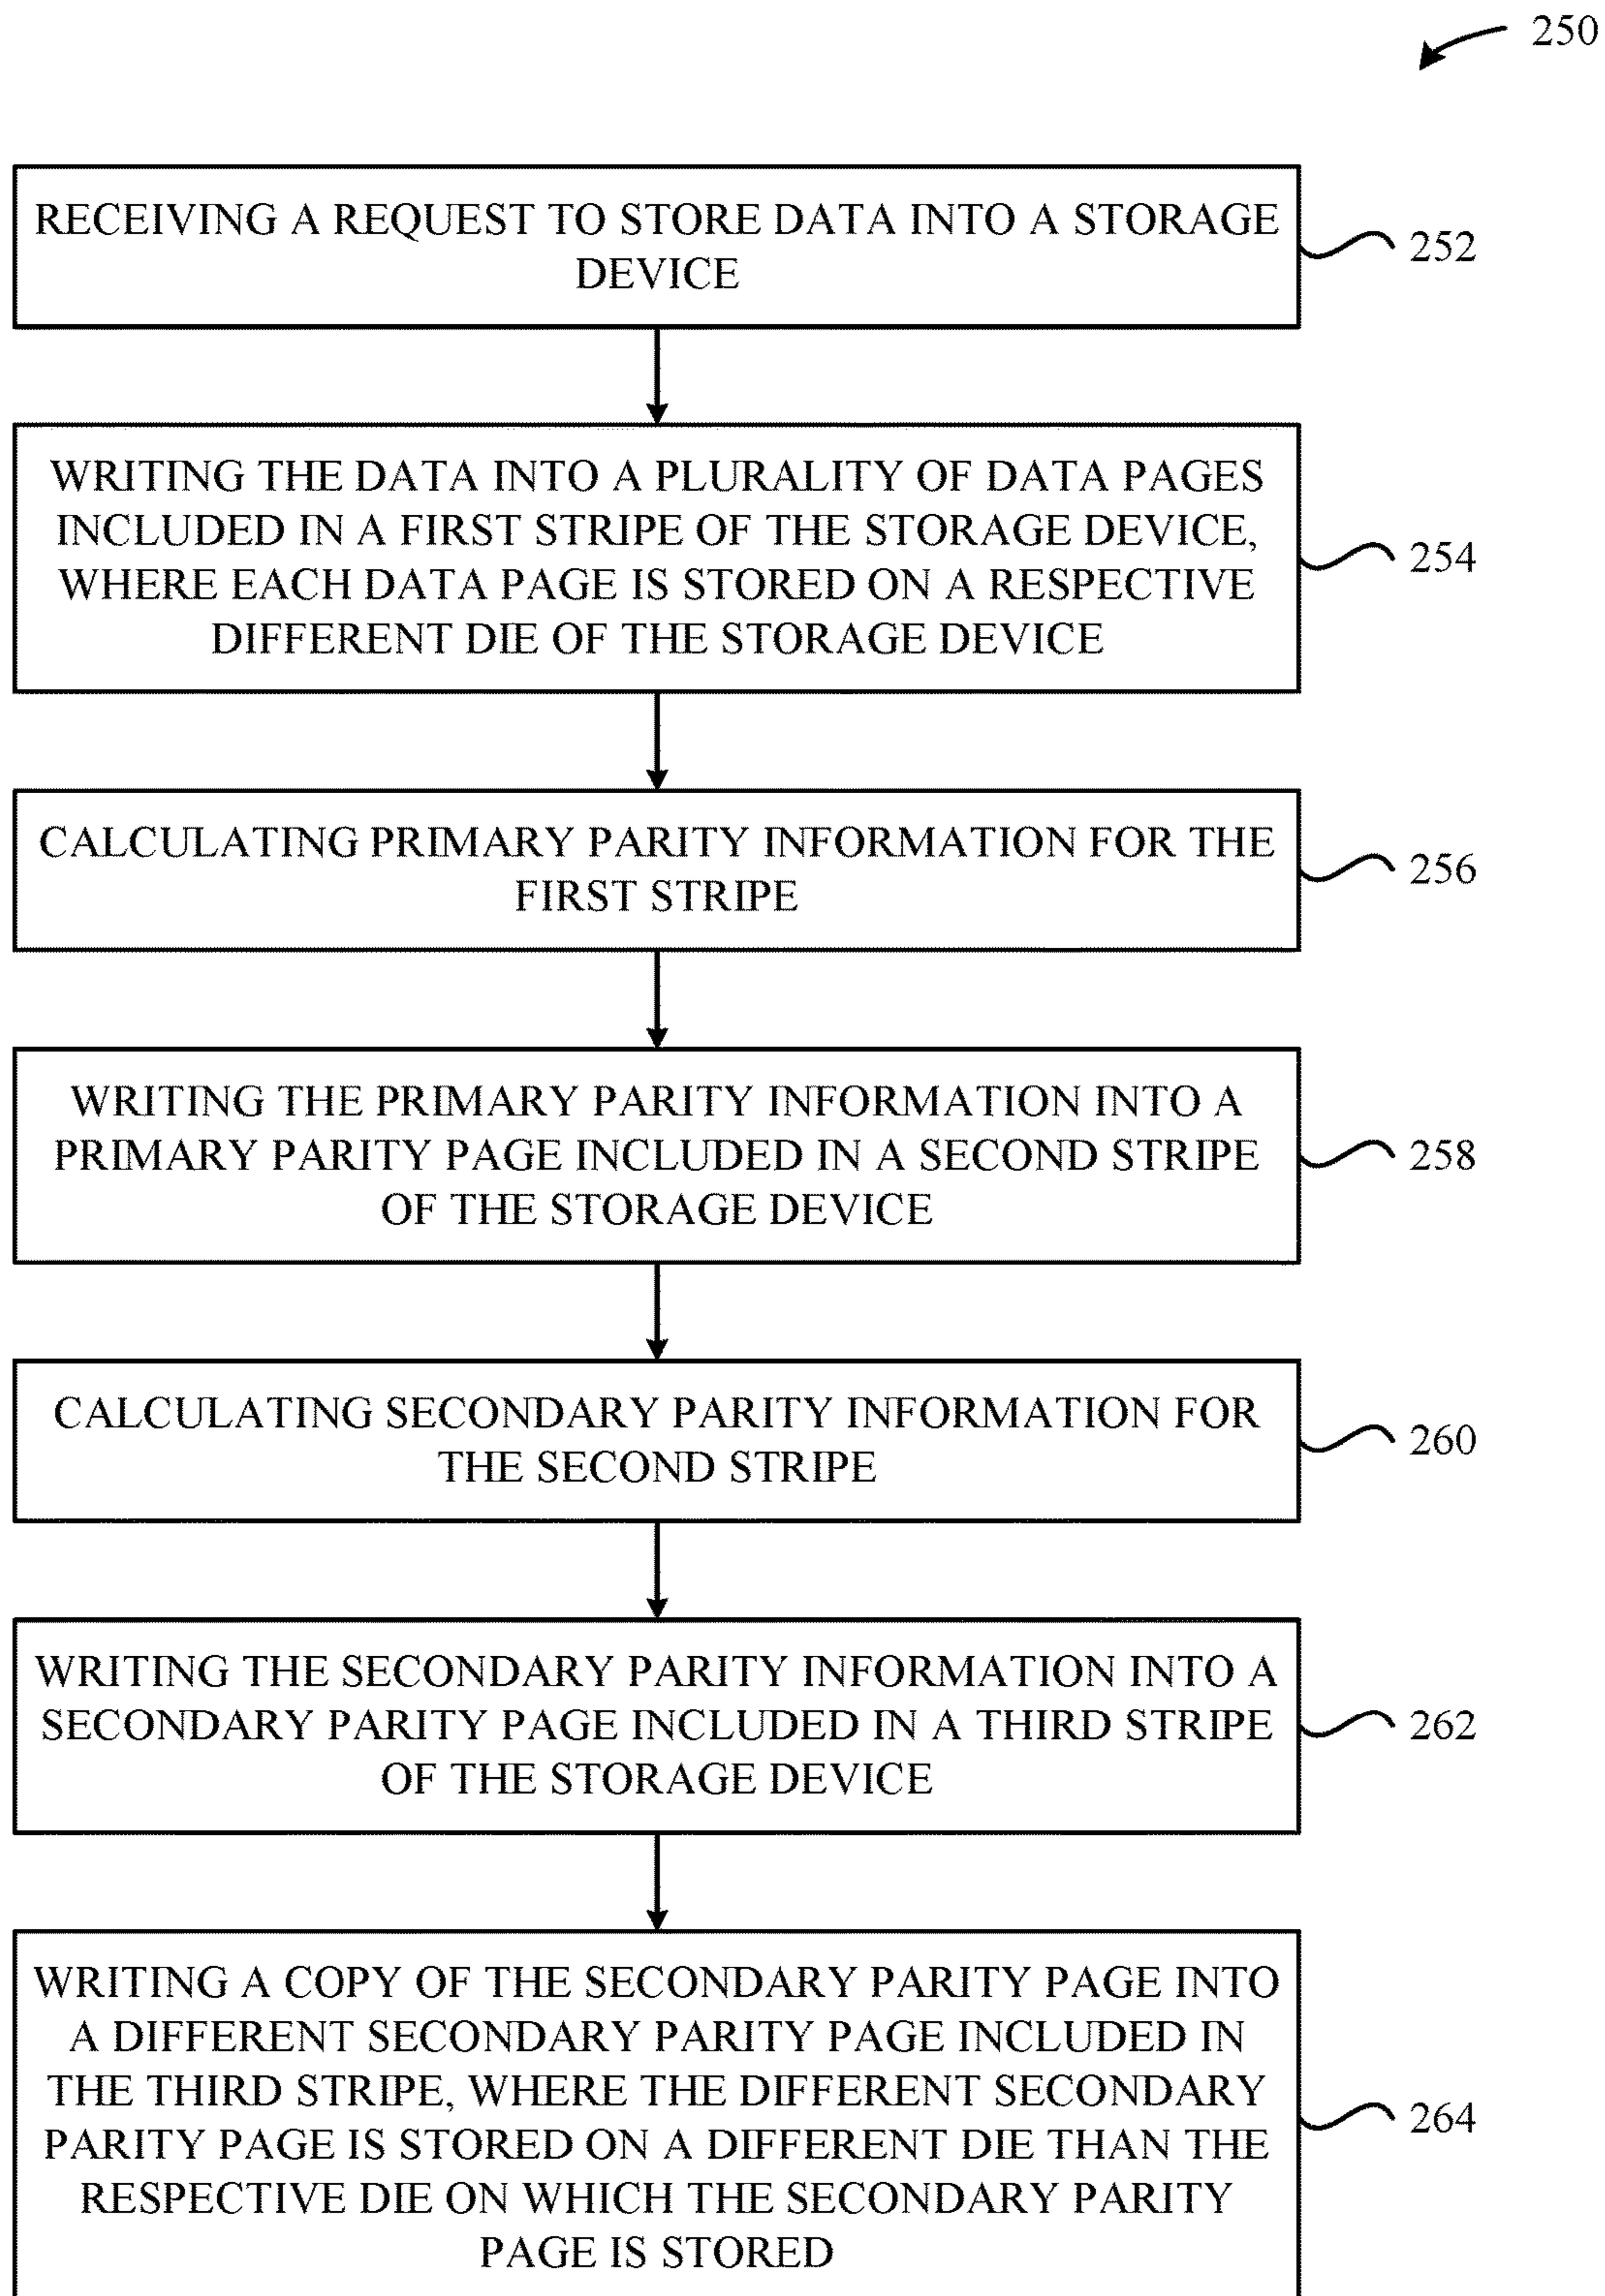 250
RECEIVING A REQUEST TO STORE DATA INTO A STORAGE
DEVICE
252
WRITING THE DATA INTO A PLURALITY OF DATA PAGES
INCLUDED IN A FIRST STRIPE OF THE STORAGE DEVICE,
WHERE EACH DATA PAGE IS STORED ON A RESPECTIVE
DIFFERENT DIE OF THE STORAGE DEVICE
254
CALCULATING PRIMARY PARITY INFORMATION FOR THE
FIRST STRIPE
256
WRITING THE PRIMARY PARITY INFORMATION INTO A
PRIMARY PARITY PAGE INCLUDED IN A SECOND STRIPE
OF THE STORAGE DEVICE
258
CALCULATING SECONDARY PARITY INFORMATION FOR
THE SECOND STRIPE
260
WRITING THE SECONDARY PARITY INFORMATION INTO A
SECONDARY PARITY PAGE INCLUDED IN A THIRD STRIPE
OF THE STORAGE DEVICE
262
WRITING A COPY OF THE SECONDARY PARITY PAGE INTO
A DIFFERENT SECONDARY PARITY PAGE INCLUDED IN
THE THIRD STRIPE, WHERE THE DIFFERENT SECONDARY
PARITY PAGE IS STORED ON A DIFFERENT DIE THAN THE
RESPECTIVE DIE ON WHICH THE SECONDARY PARITY
PAGE IS STORED
264